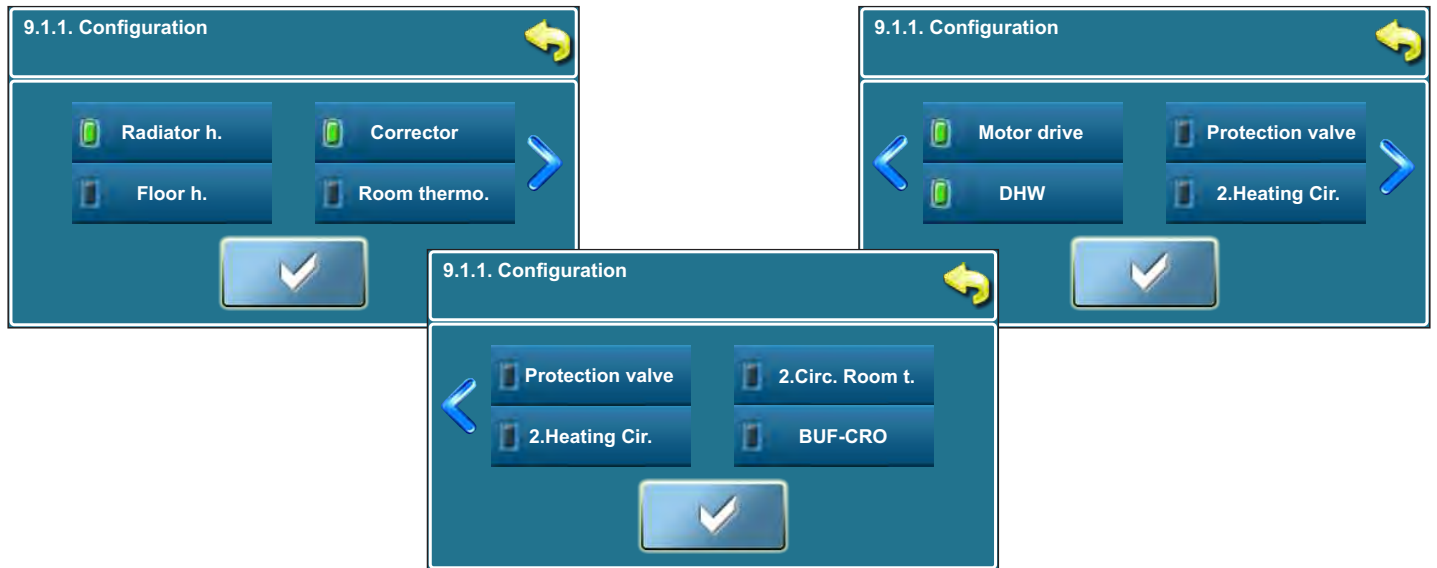 9.1.1. Configuration
Radiator h.
Corrector
Floor h.
Room thermo.
9.1.1. Configuration
Motor drive
Protection valve
DHW
2.Heating Cir.
9.1.1. Configuration
Protection valve
2.Circ. Room t.
2.Heating Cir.
BUF-CRO